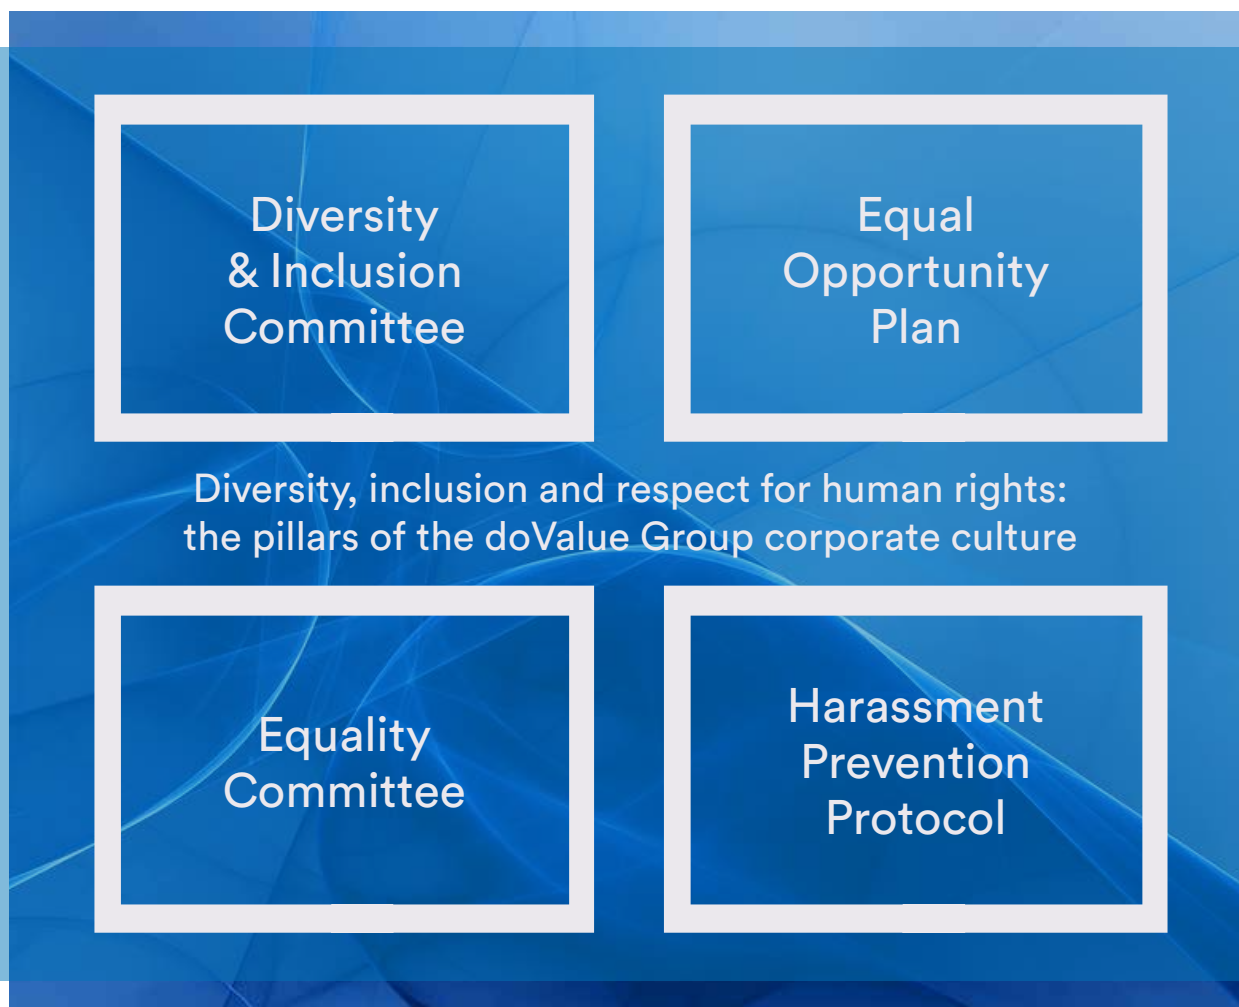 Diversity
& Inclusion
Committee
Equal
Opportunity
Plan
Diversity, inclusion and respect for human rights:
the pillars of the doValue Group corporate culture
Equality
Committee
Harassment
Prevention
Protocol